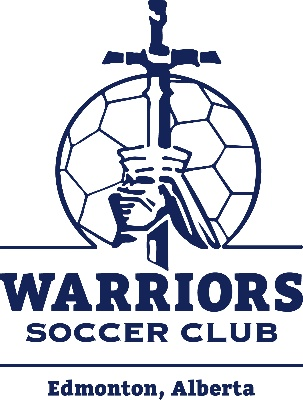 WARRIORS
SOCCER CLUB
Edmonton, Alberta